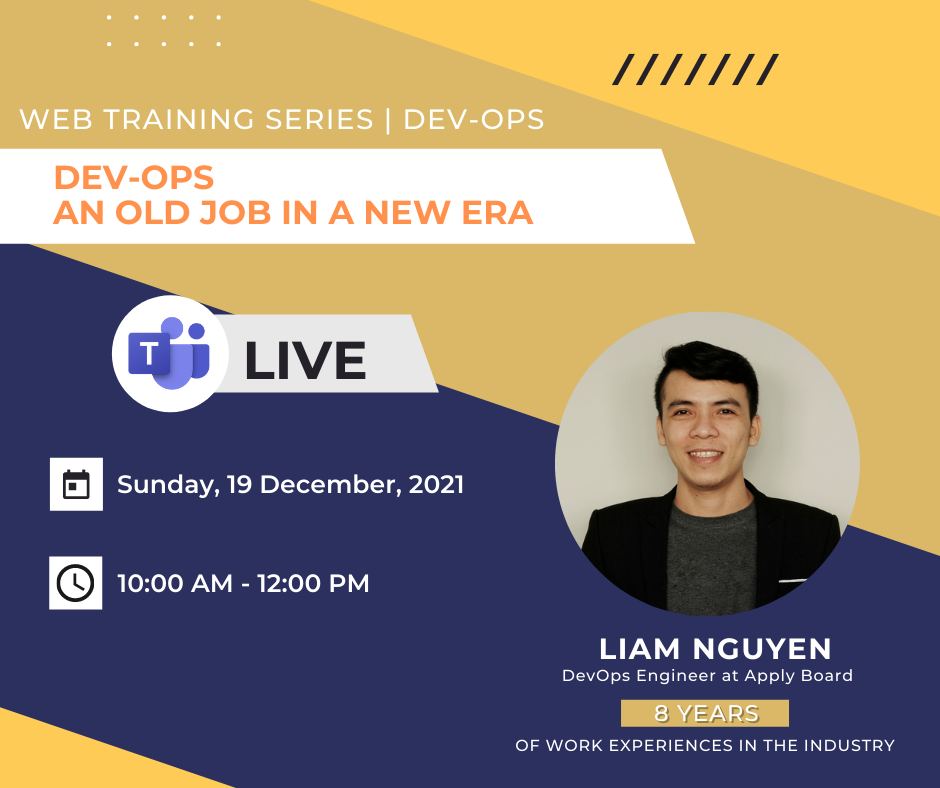 WEB TRAINING SERIES | DEV-OPS
DEV-OPS
AN OLD JOB IN A NEW ERA
T
LIVE
Sunday, 19 December, 2021
10:00 AM - 12:00 PM
LIAM NGUYEN
DevOps Engineer at Apply Board
8 YEARS
OF WORK EXPERIENCES IN THE INDUSTRY